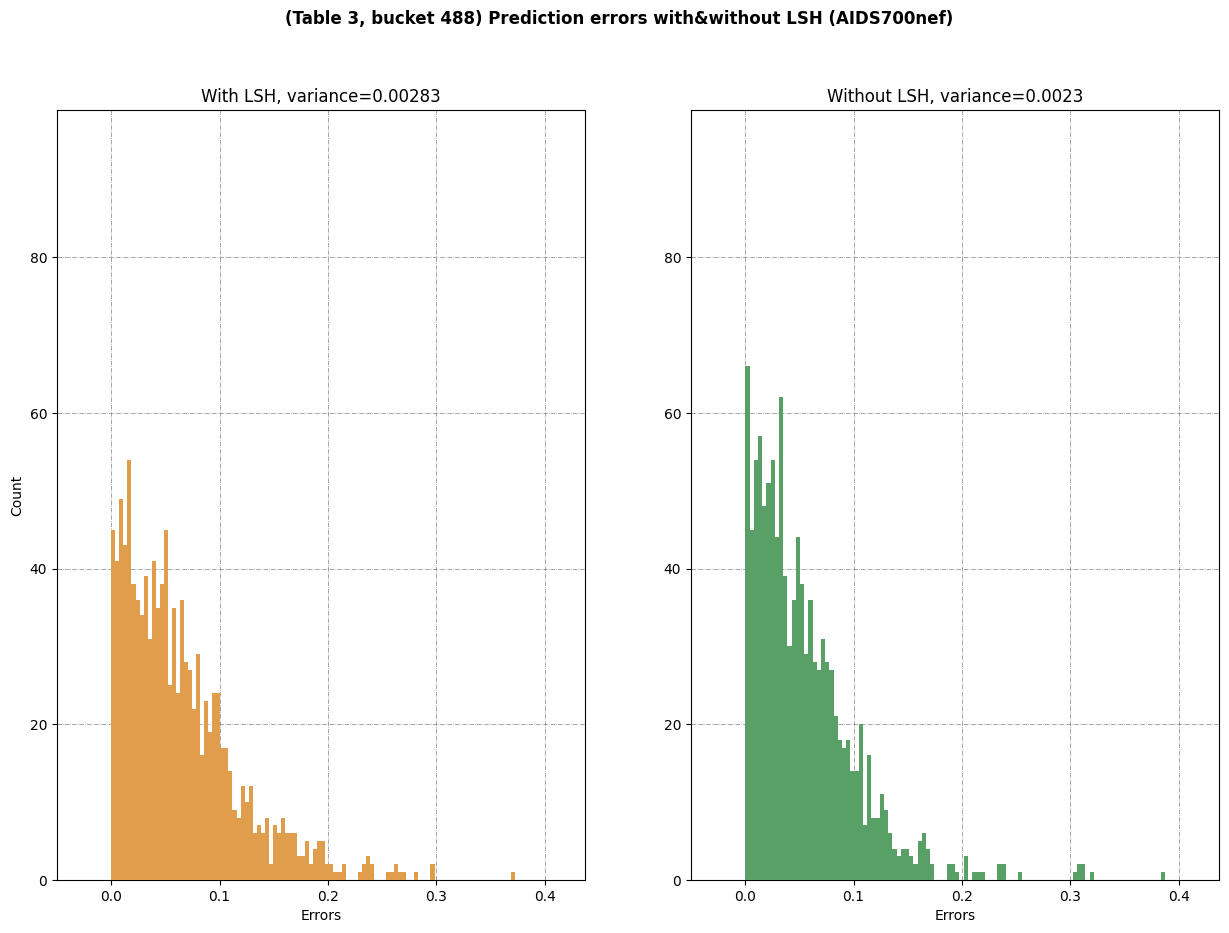 (Table 3, bucket 488) Prediction errors with&without LSH (AIDS700nef)
With LSH, variance=0.00283
Count
80
60
40
20
0
0.0 0.1 0.2 0.3 0.4
Errors
Without LSH, variance=0.0023
80
60
40
20
0
0.0 0.1 0.2 0.3 0.4
Errors